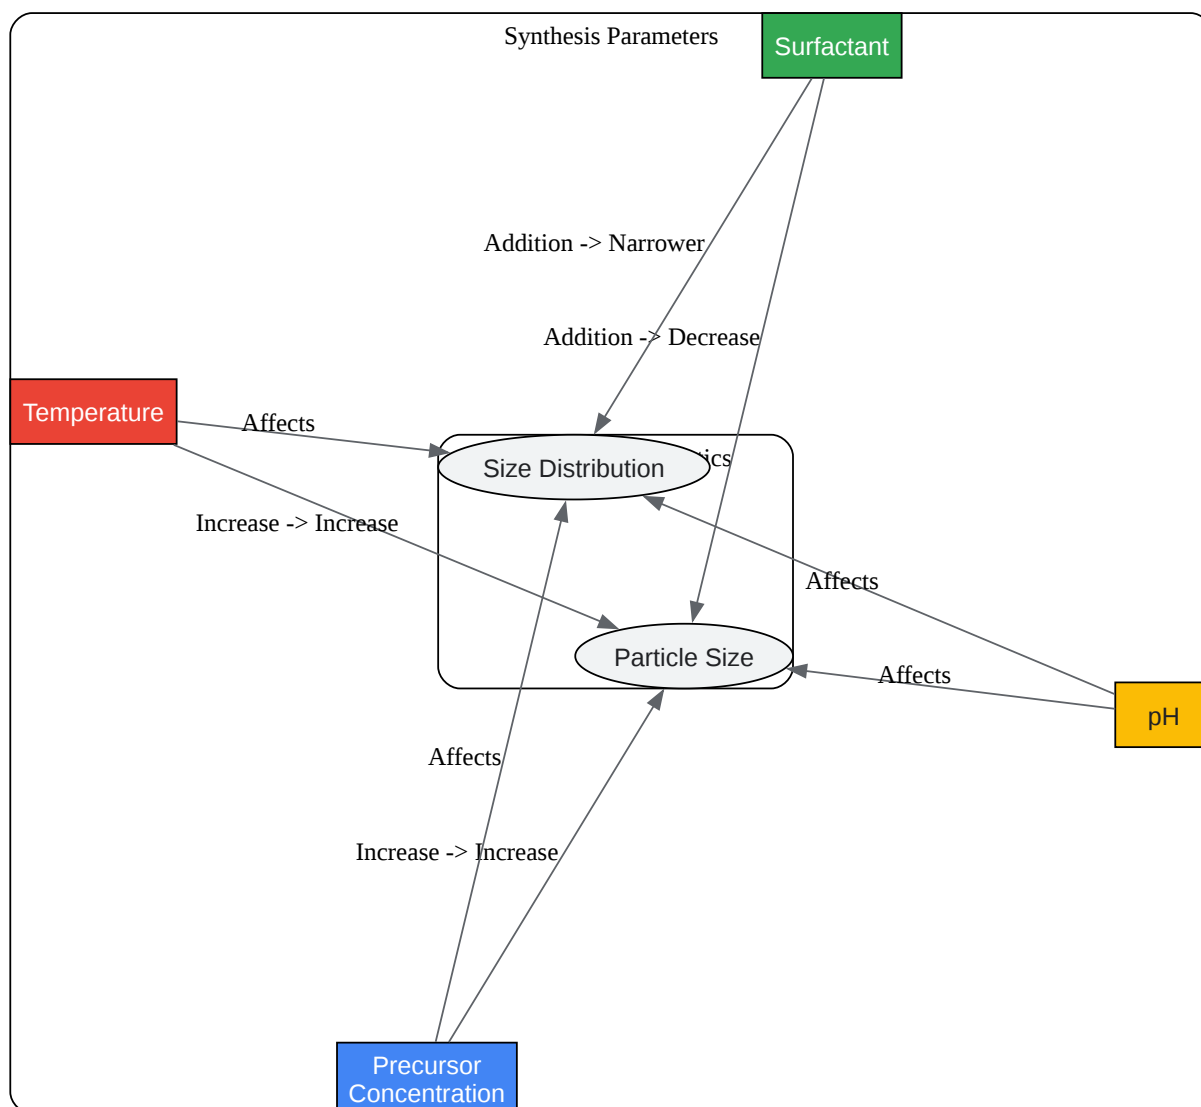 Synthesis Parameters
Surfactant
Addition -> Narrower
Addition -> Decrease
Temperature
Affects
Size Distribution
Increase -> Increase
Affects
Particle Size
Affects
pH
Affects
Increase -> Increase
Precursor
Concentration